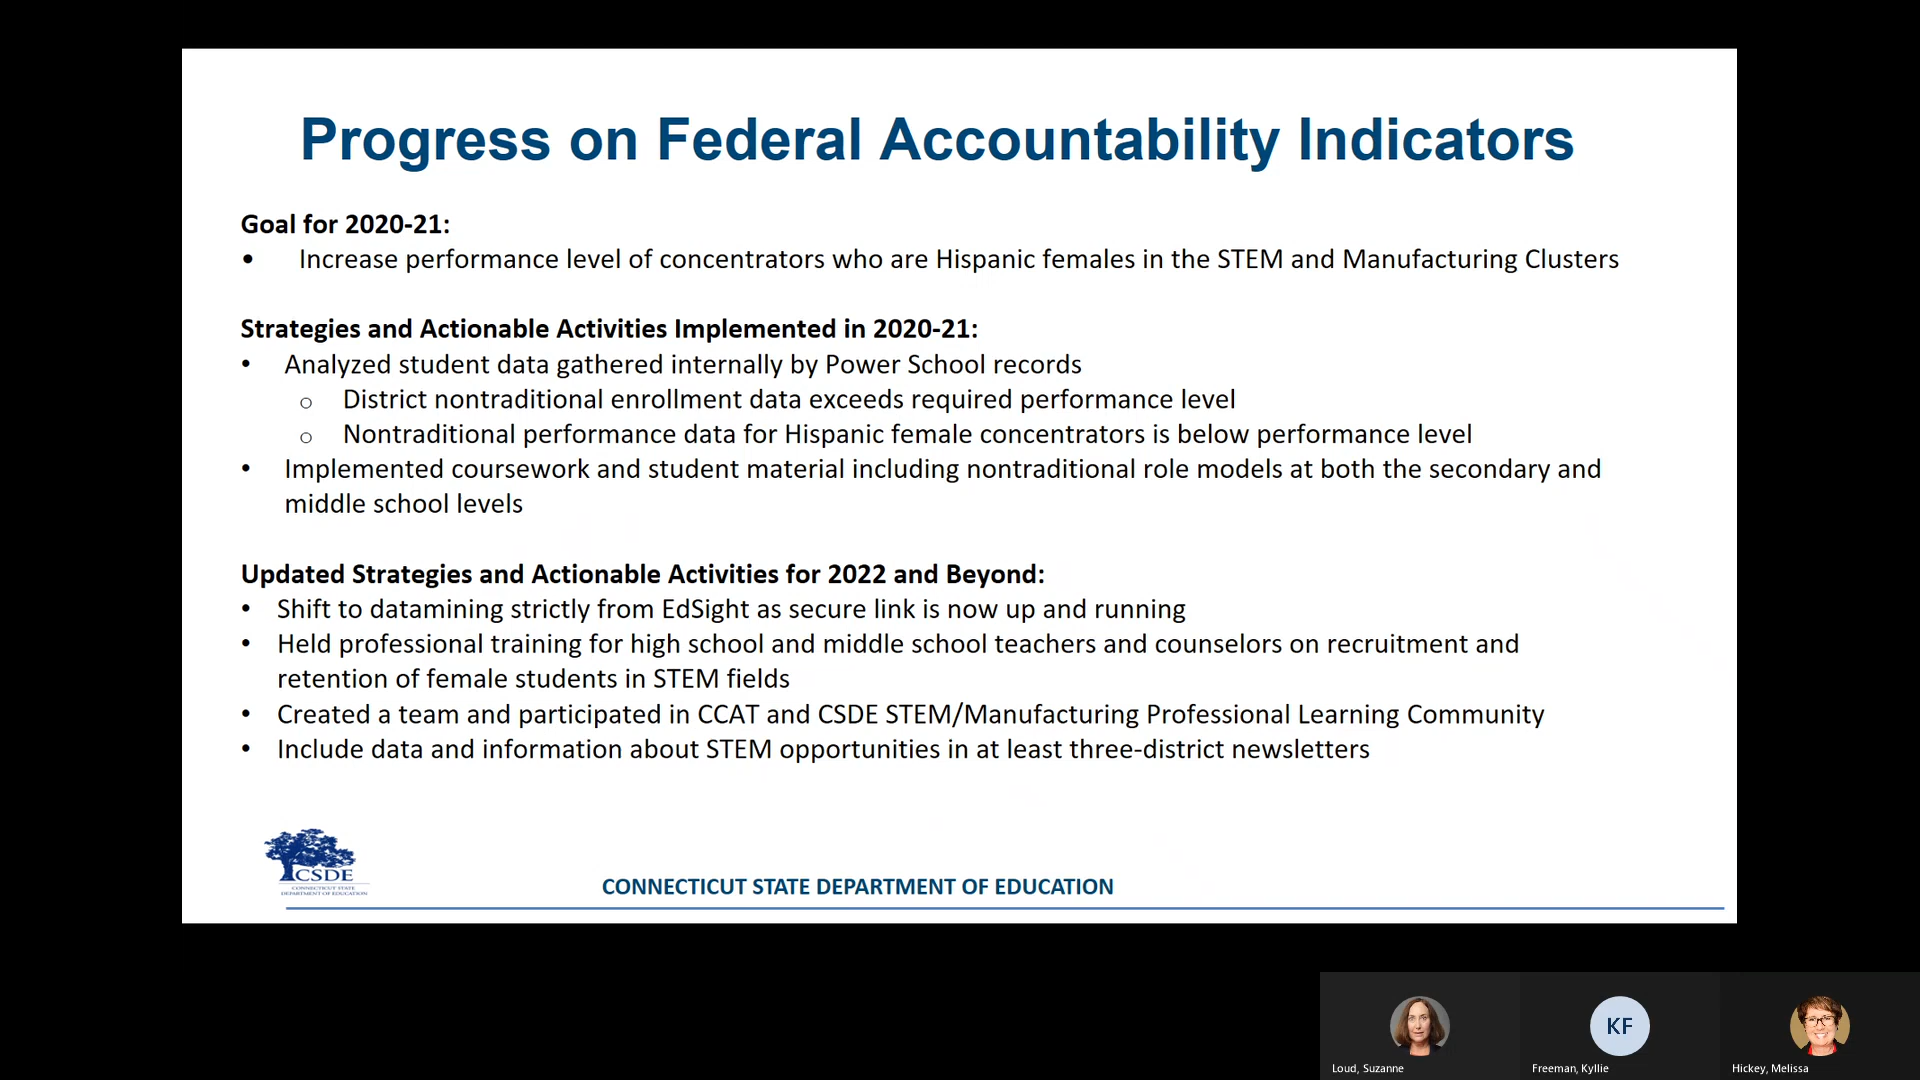 Progress on Federal Accountability Indicators
Goal for 2020-21:
• Increase performance level of concentrators who are Hispanic females in the STEM and Manufacturing Clusters
Strategies and Actionable Activities Implemented in 2020-21:
• Analyzed student data gathered internally by Power School records
o District nontraditional enrollment data exceeds required performance level
o Nontraditional performance data for Hispanic female concentrators is below performance level
• Implemented coursework and student material including nontraditional role models at both the secondary and
middle school levels
Updated Strategies and Actionable Activities for 2022 and Beyond:
• Shift to datamining strictly from EdSight as secure link is now up and running
• Held professional training for high school and middle school teachers and counselors on recruitment and
retention of female students in STEM fields
• Created a team and participated in CCAT and CSDE STEM/Manufacturing Professional Learning Community
• Include data and information about STEM opportunities in at least three-district newsletters
CSDE
CONNECTICUT STATE
DEPARTMENT OF EDUCATION
CONNECTICUT STATE DEPARTMENT OF EDUCATION
KF
Loud, Suzanne
Freeman, Kyllie
Hickey, Melissa